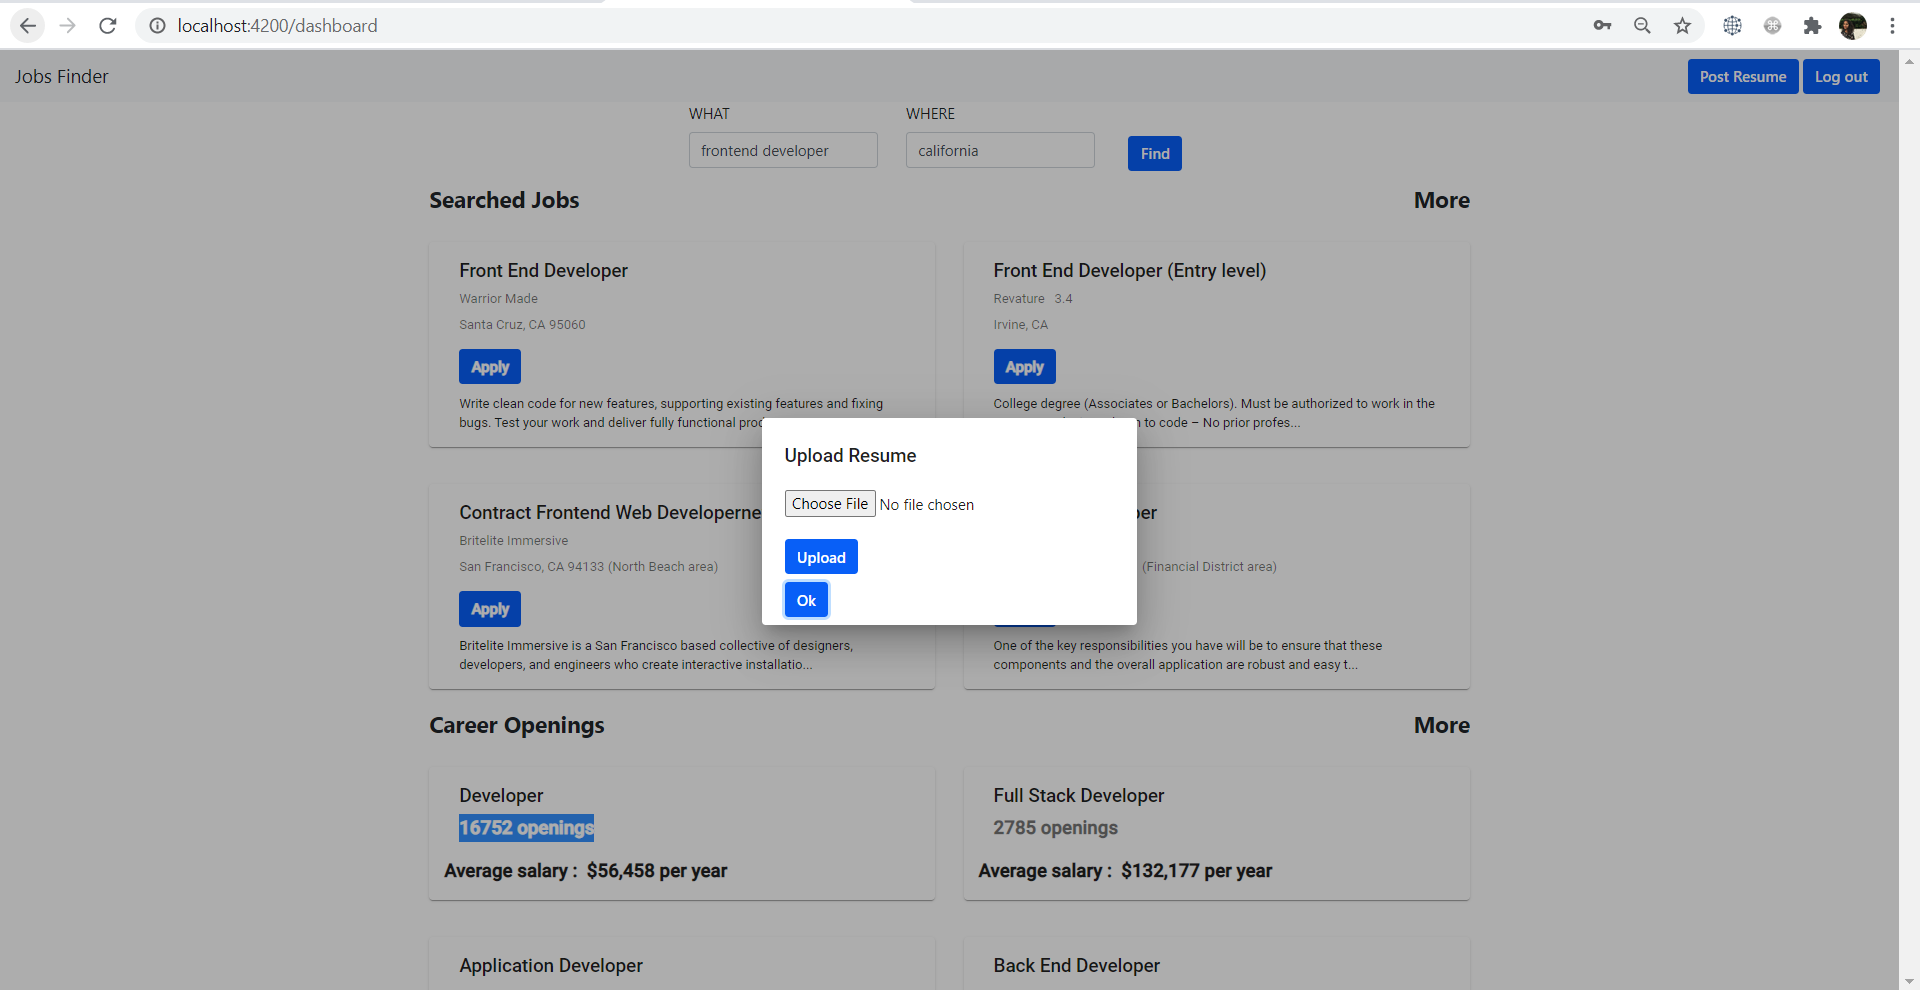 localhost:4200/dashboard
Jobs Finder
Post Resume
Log out
WHAT
WHERE
frontend developer
california
Find
Searched Jobs
More
Front End Developer
Warrior Made
Santa Cruz, CA 95060
Apply
Write clean code for new features, supporting existing features and fixing
bugs. Test your work and deliver fully functional
Front End Developer (Entry level)
Revature 3.4
Irvine, CA
Apply
College degree (Associates or Bachelors). Must be authorized to work in the
to code – No prior profes...
Upload Resume
Choose File No file chosen
Upload
Ok
Contract Frontend Web Developerne
Britelite Immersive
San Francisco, CA 94133 (North Beach area)
Apply
Britelite Immersive is a San Francisco based collective of designers,
developers, and engineers who create interactive installatio...
(Financial District area)
One of the key responsibilities you have will be to ensure that these
components and the overall application are robust and easy t...
Career Openings
More
Developer
16752 openings
Average salary : $56,458 per year
Full Stack Developer
2785 openings
Average salary : $132,177 per year
Application Developer
Back End Developer